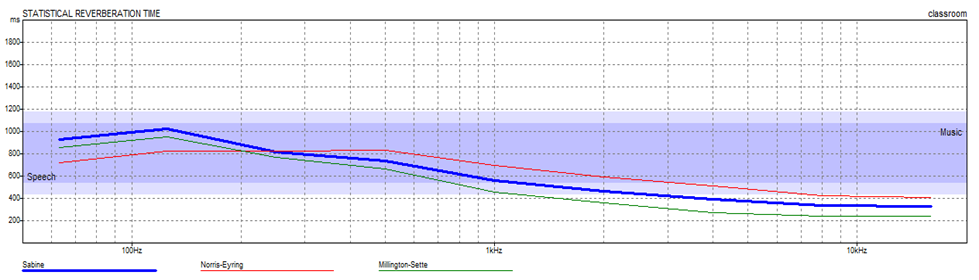 STATISTICAL REVERBERATION TIME classroom
ms
1800
1600
1400
1200
1000
Music
800
600
Speech
400
200
100Hz 1kHz 10kHz
Sabine Norris-Eyring Millington-Sette